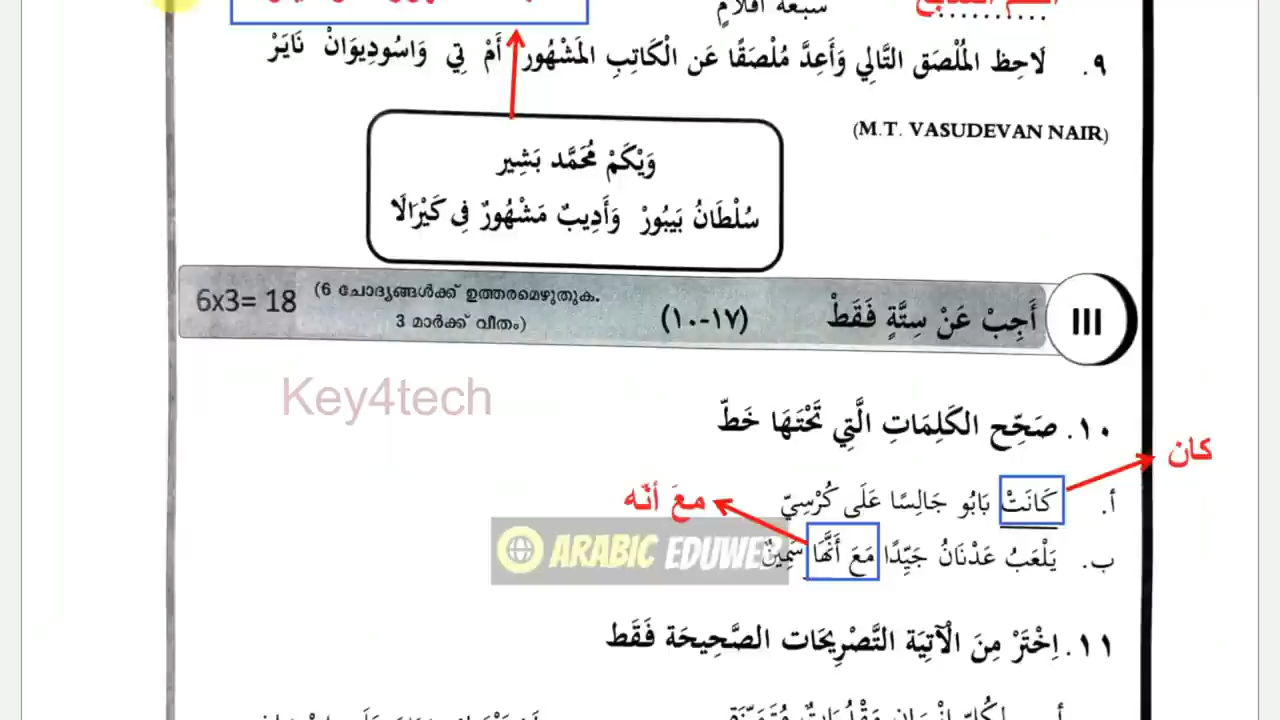 سبعة أقلام
٩. لَاحِظ المُلْصَق التَّالِي وَأَعِدَّ مُلْصَقًا عَن الْكَاتِبِ المَشْهُور أَمْ تِي وَاسُودِيوَانْ نَايَرْ
(M.T. VASUDEVAN NAIR)
وَيْكَمْ مُحَمَّد بَشِير
سُلْطَانُ بَيبُورْ وَأَدِيبٌ مَشْهُورٌ فِي كَيْرَالَا
III أَجِبْ عَنْ سِتَّةٍ فَقَطْ (١٠-١٧) (6 ചോദ്യങ്ങൾക്ക് ഉത്തരമെഴുതുക. 6x3= 18
3 മാർക്ക് വീതം)
Key4tech
١٠. صَحِّح الكَلِمَاتِ الَّتِي تَحْتَهَا خَطّ
كان
أ. كَانَتْ بَابُو جَالِسًا عَلَى كُرْسِيّ
معَ أنّه
ب. يَلْعَبُ عَدْنَانُ جَيِّدًا مَعَ أَنَّهَا سَمِينٌ
ARABIC EDUWEB
١١. اِخْتَرْ مِنَ الْآتِيَة التَّصْرِيحَات الصَّحِيحَة فَقَط